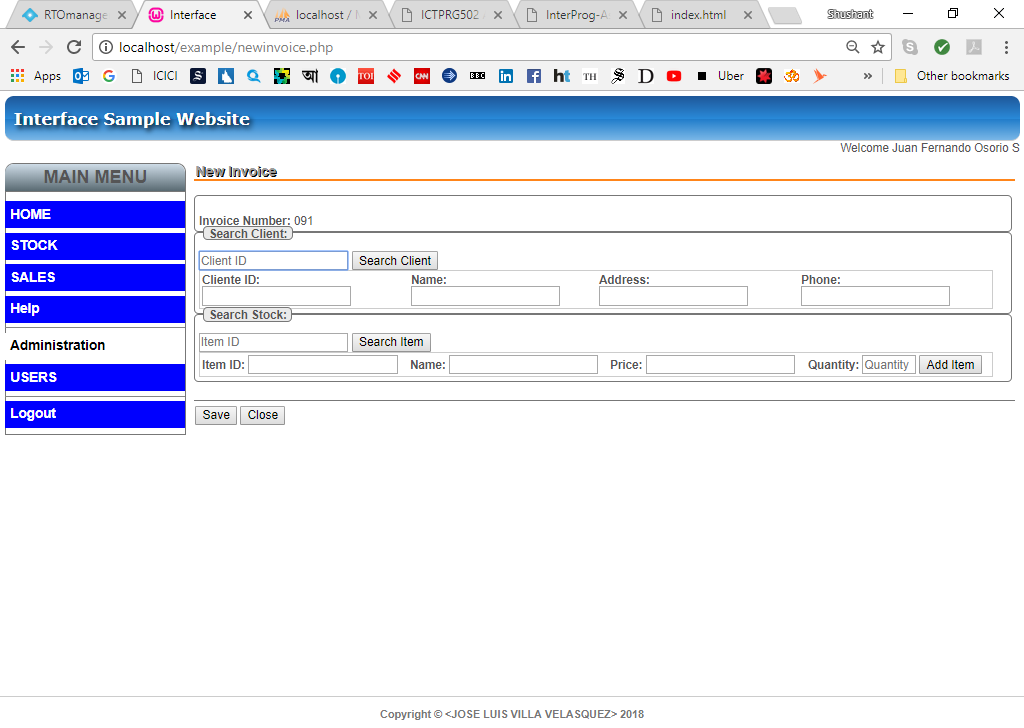 RTOmanage
Interface
localhost /
ICTPRG502
InterProg-A
index.html
Shushant
localhost/example/newinvoice.php
Apps
ICICI
TOI
CNN
BBC
in
ht
TH
D
Uber
Other bookmarks
Interface Sample Website
Welcome Juan Fernando Osorio S
MAIN MENU
HOME
STOCK
SALES
Help
Administration
USERS
Logout
New Invoice
Invoice Number: 091
Search Client:
Client ID
Search Client
Cliente ID: Name: Address: Phone:
Search Stock:
Item ID
Search Item
Item ID: Name: Price: Quantity: Quantity Add Item
Save Close
Copyright © <JOSE LUIS VILLA VELASQUEZ> 2018